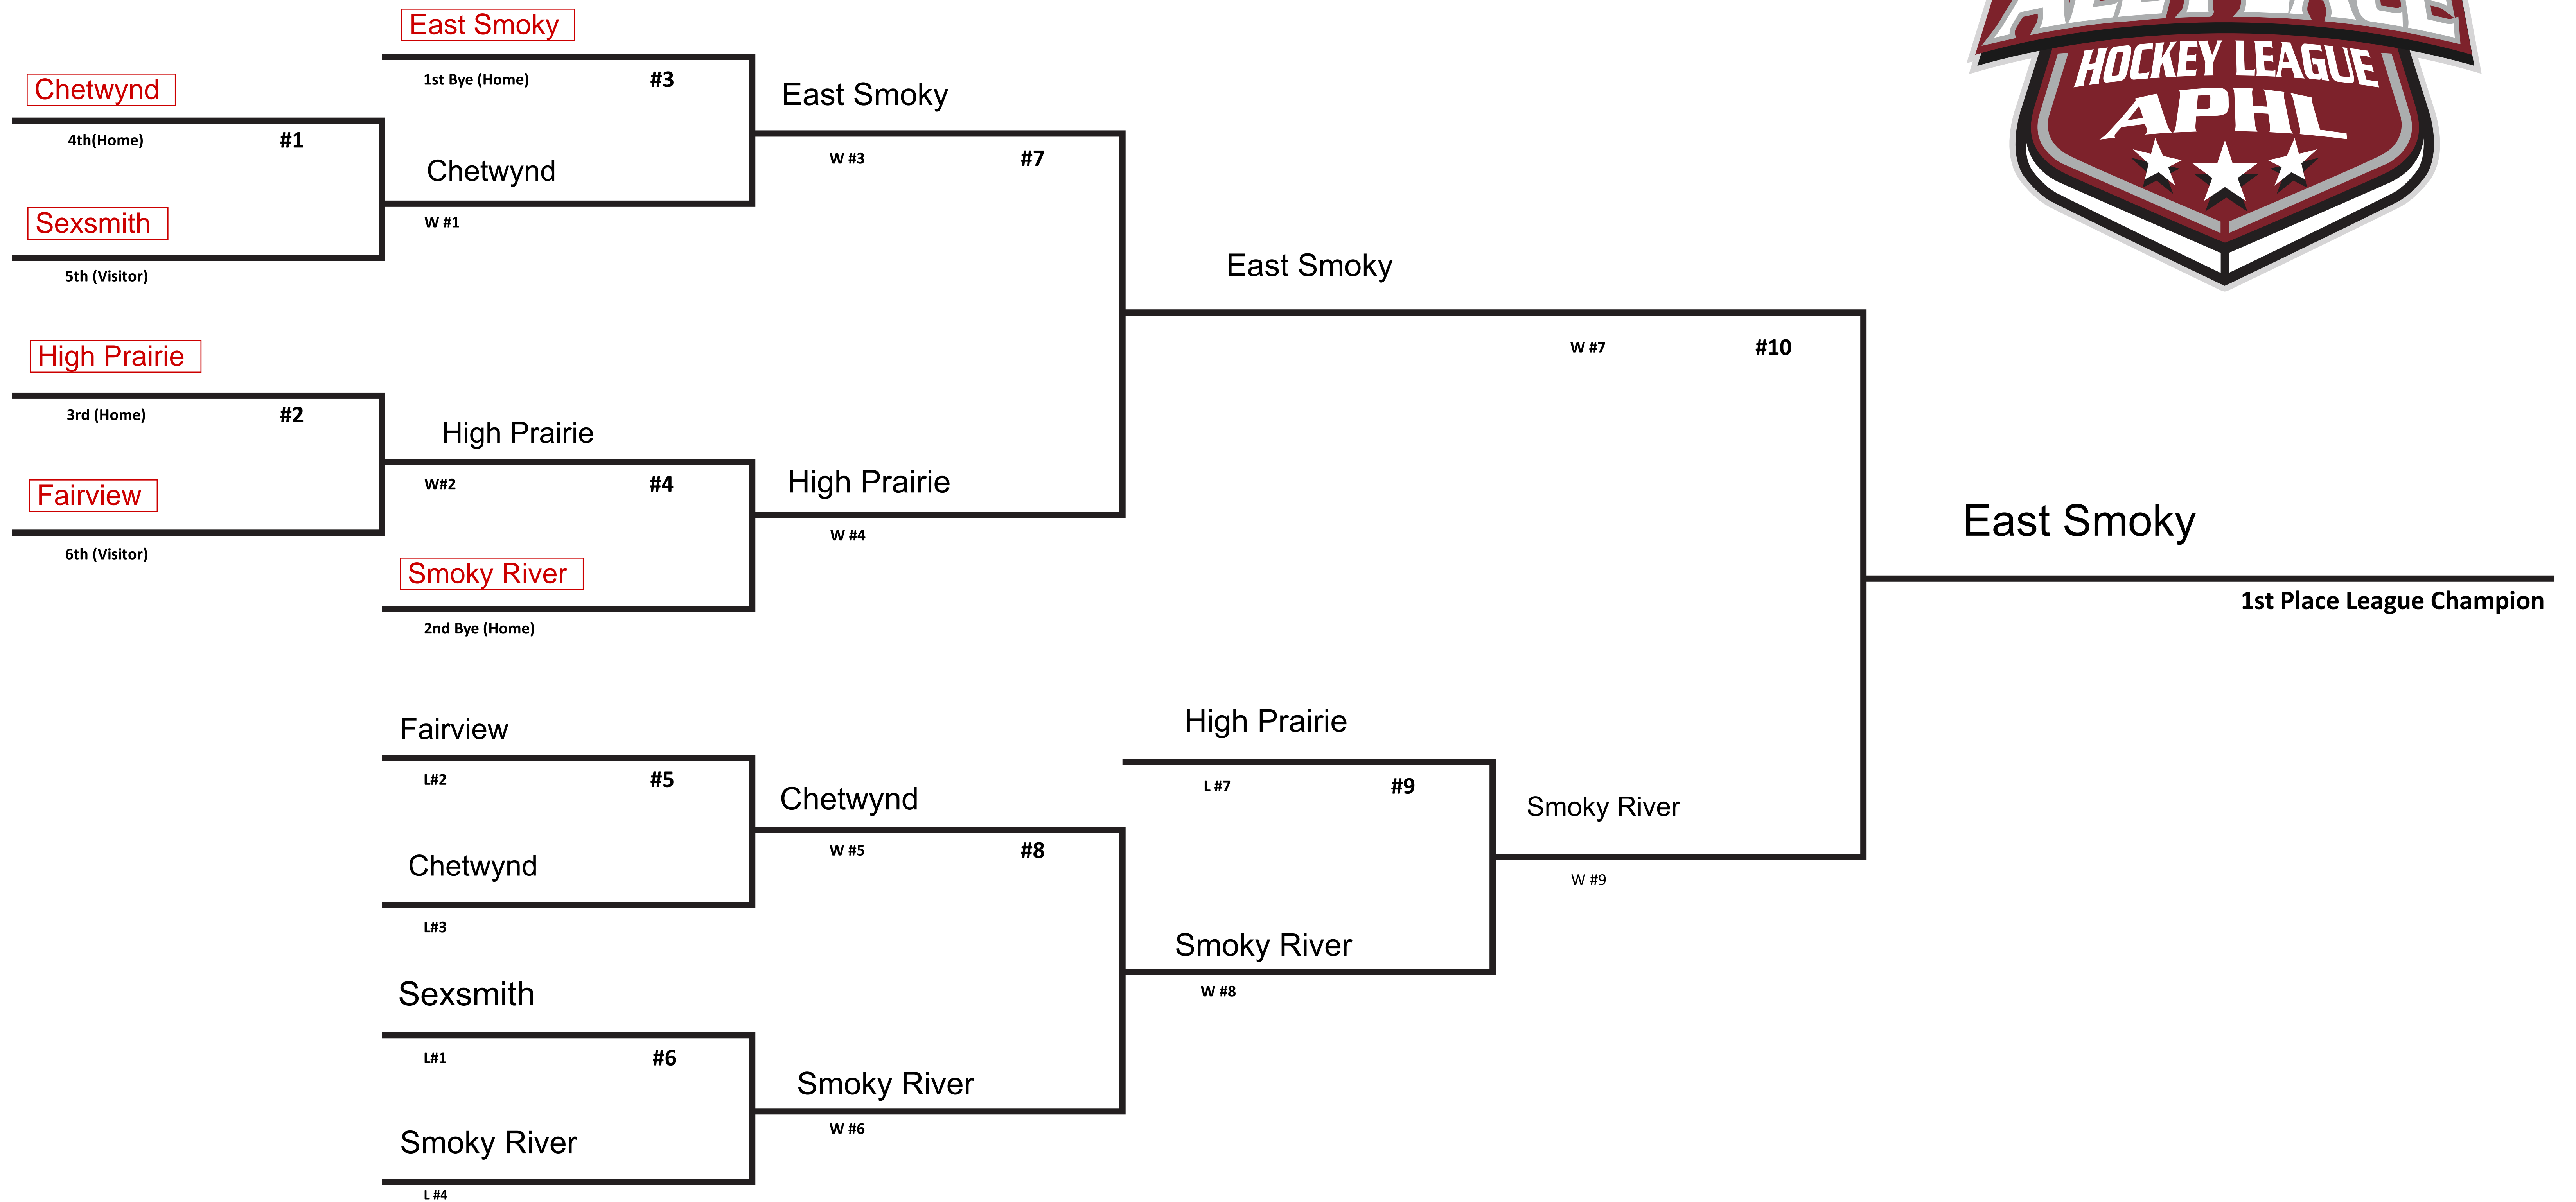 East Smoky
1st Bye (Home) #3
Chetwynd
4th(Home) #1
Sexsmith
5th (Visitor)
Chetwynd
W #1
East Smoky
W #3 #7
High Prairie
3rd (Home) #2
Fairview
6th (Visitor)
High Prairie
W#2 #4
Smoky River
2nd Bye (Home)
High Prairie
W #4
East Smoky
W #7 #10
East Smoky
1st Place League Champion
Fairview
L#2 #5
Chetwynd
L#3
Sexsmith
L#1 #6
Smoky River
L #4
Chetwynd
W #5 #8
Smoky River
W #6
High Prairie
L #7 #9
Smoky River
W #8
Smoky River
W #9
HOCKEY LEAGUE
APHL